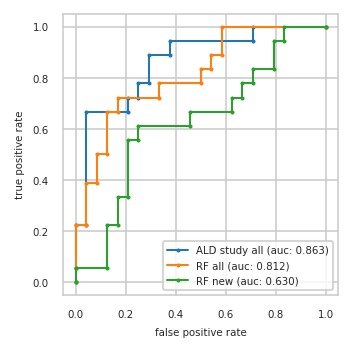 1.0
0.8
0.6
0.4
0.2
0.0
true positive rate
ALD study all (auc: 0.863)
RF all (auc: 0.812)
RF new (auc: 0.630)
0.0 0.2 0.4 0.6 0.8 1.0
false positive rate